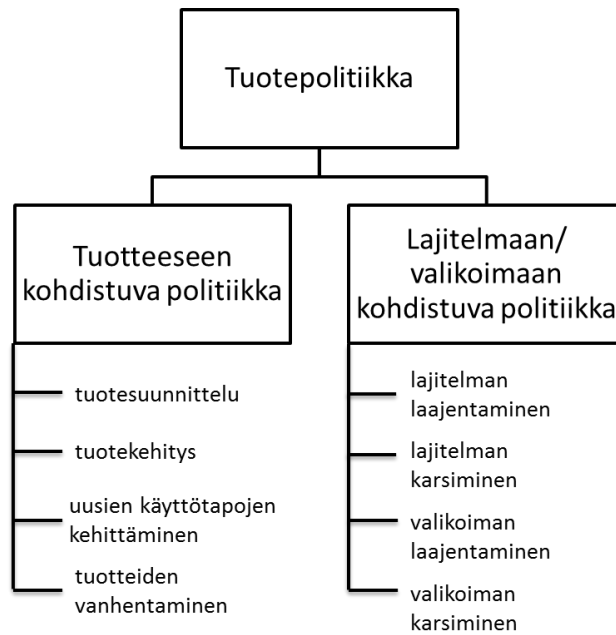 Tuotepolitiikka
Tuotteeseen
kohdistuva politiikka
tuotesuunnittelu
tuotekehitys
uusien käyttötapojen
kehittäminen
tuotteiden
vanhentaminen
Lajitelmaan/
valikoimaan
kohdistuva politiikka
lajitelman
laajentaminen
lajitelman
karsiminen
valikoiman
laajentaminen
valikoiman
karsiminen